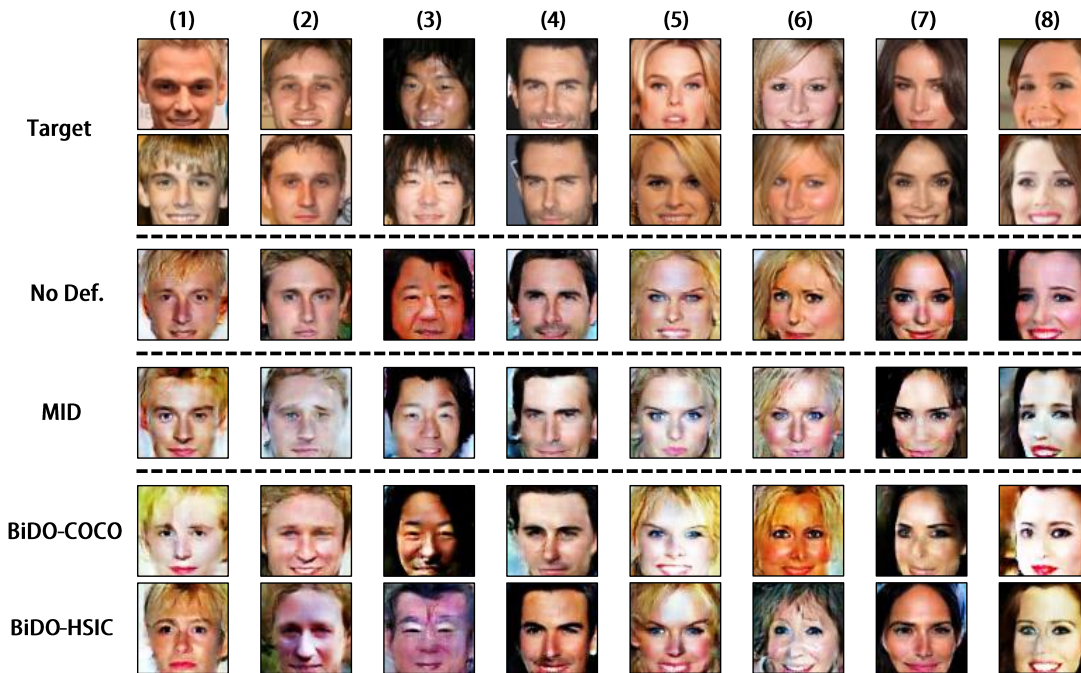 (1) (2) (3) (4) (5) (6) (7) (8)
Target
No Def.
MID
BiDO-COCO
BiDO-HSIC